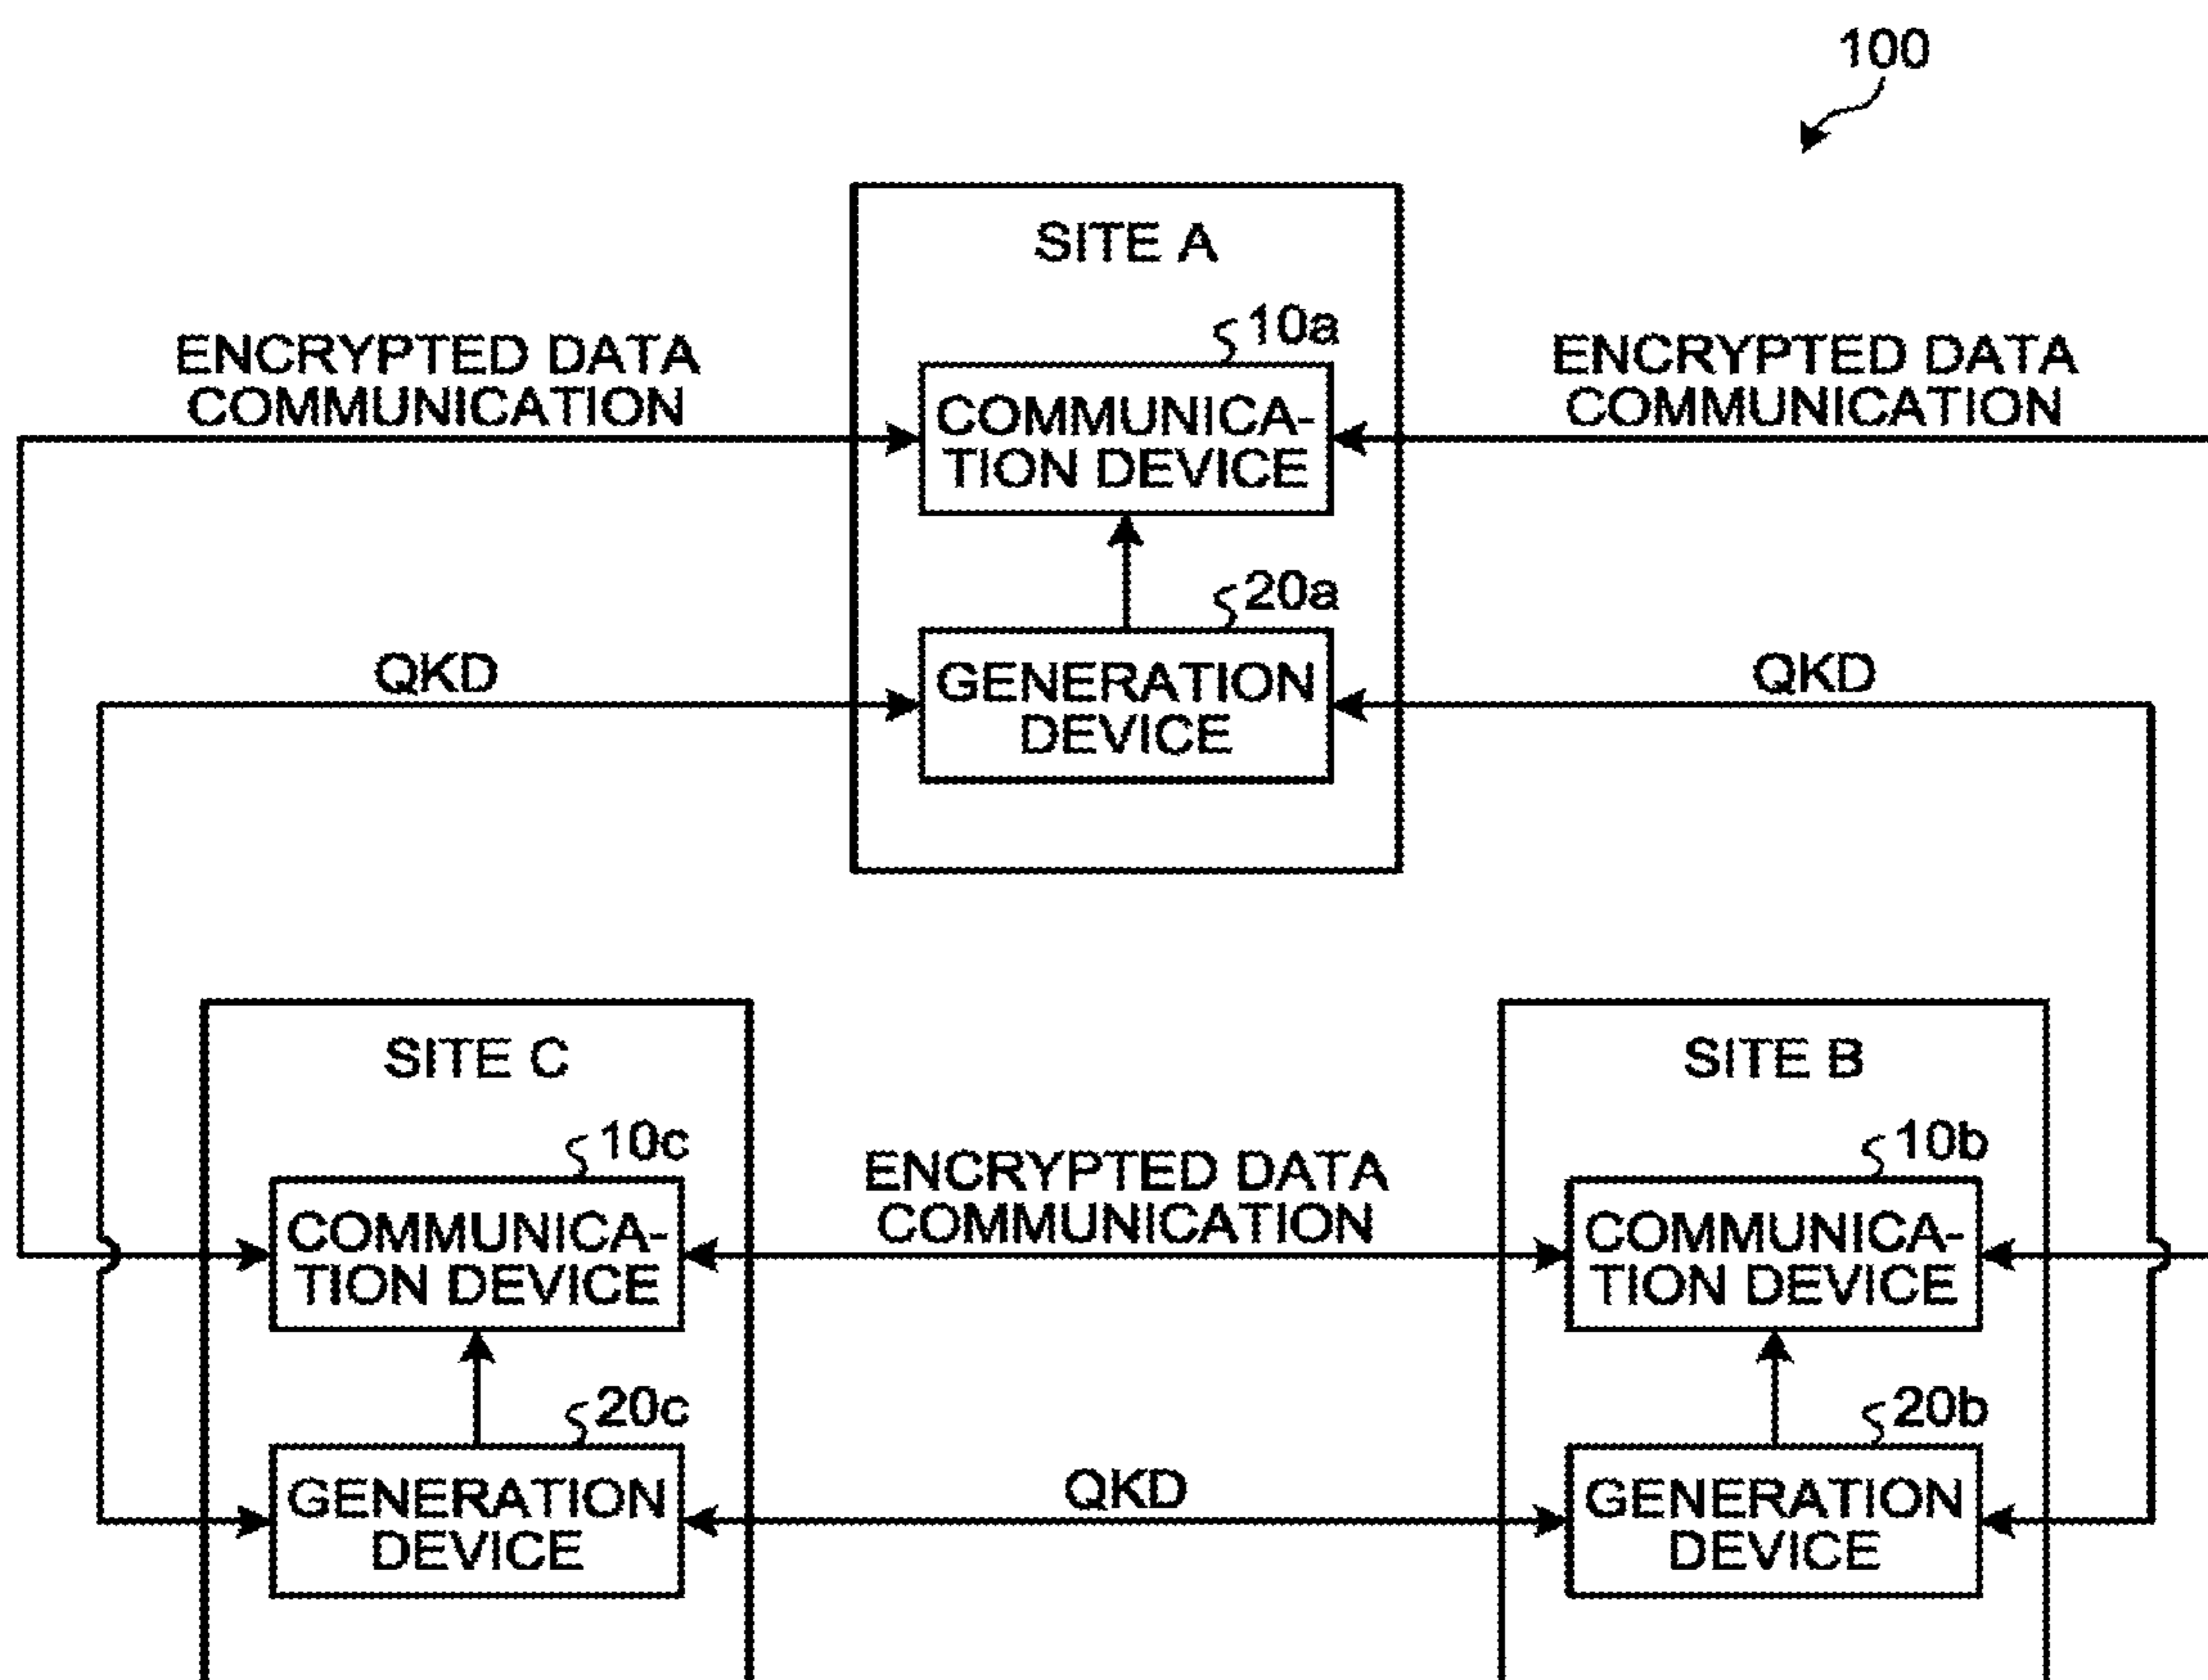 100
SITE A
10a
ENCRYPTED DATA
COMMUNICATION
COMMUNICA-
TION DEVICE
ENCRYPTED DATA
COMMUNICATION
20a
QKD
GENERATION
DEVICE
QKD
SITE C
SITE B
10c
COMMUNICA-
TION DEVICE
ENCRYPTED DATA
COMMUNICATION
10b
COMMUNICA-
TION DEVICE
20c
GENERATION
DEVICE
QKD
20b
GENERATION
DEVICE